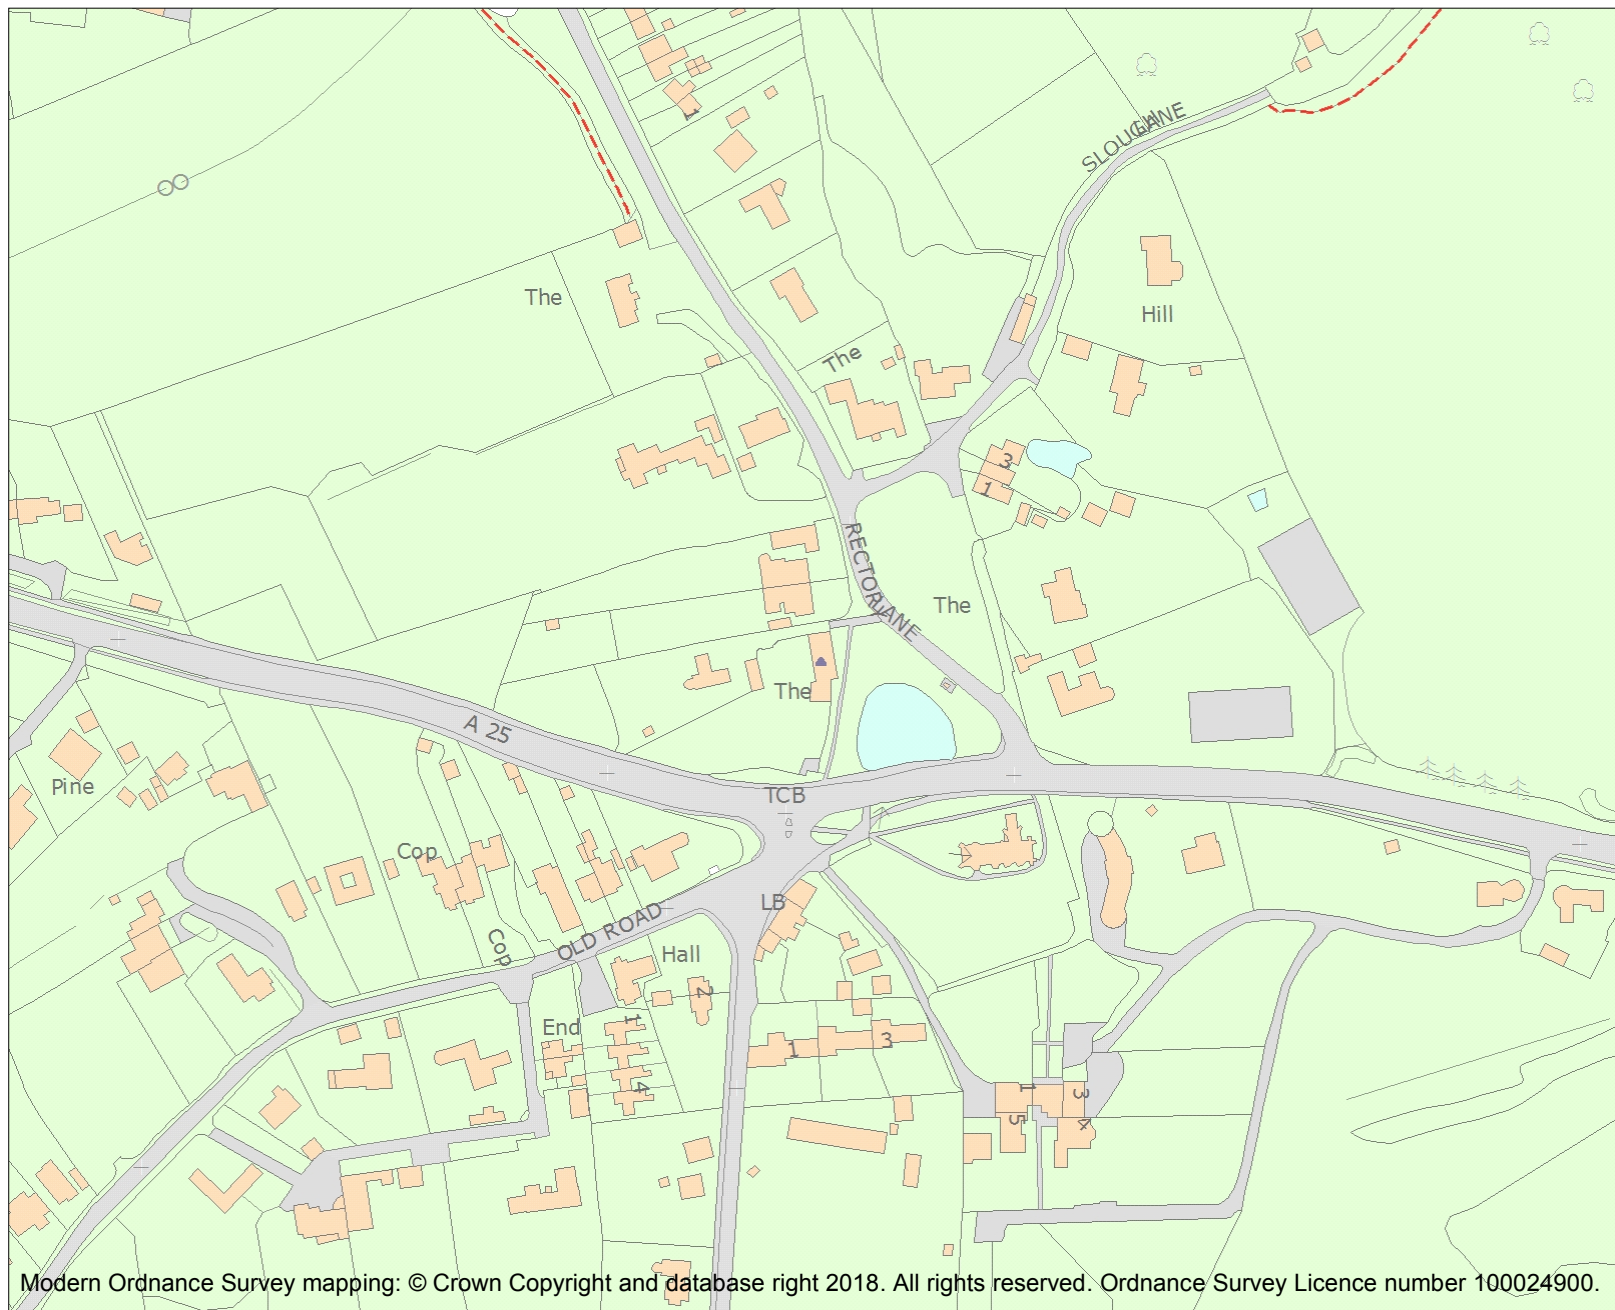 1
SLOUGH LANE
The
Hill
The
3
1
RECTORY LANE
The
The
A 25
Pine
TCB
Cop
LB
OLD ROAD
Cop
Hall
2
End
1
1
3
4
1
3
5
4
Modern Ordnance Survey mapping: © Crown Copyright and database right 2018. All rights reserved. Ordnance Survey Licence number 100024900.